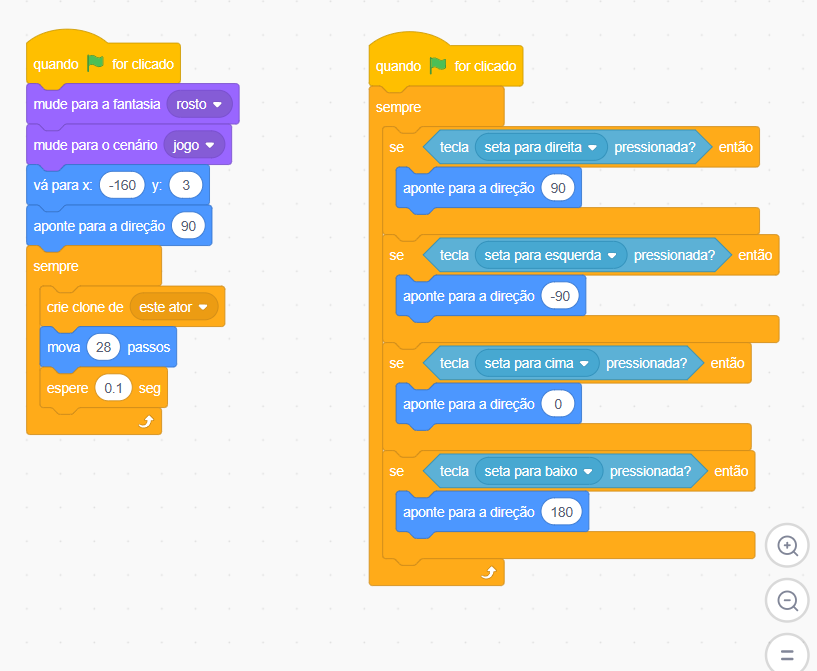 quando for clicado
mude para a fantasia rosto
mude para o cenário jogo
vá para x: -160 y: 3
aponte para a direção 90
sempre
crie clone de este ator
mova 28 passos
espere 0.1 seg
quando for clicado
sempre
se tecla seta para direita pressionada? então
aponte para a direção 90
se tecla seta para esquerda pressionada? então
aponte para a direção -90
se tecla seta para cima pressionada? então
aponte para a direção 0
se tecla seta para baixo pressionada? então
aponte para a direção 180